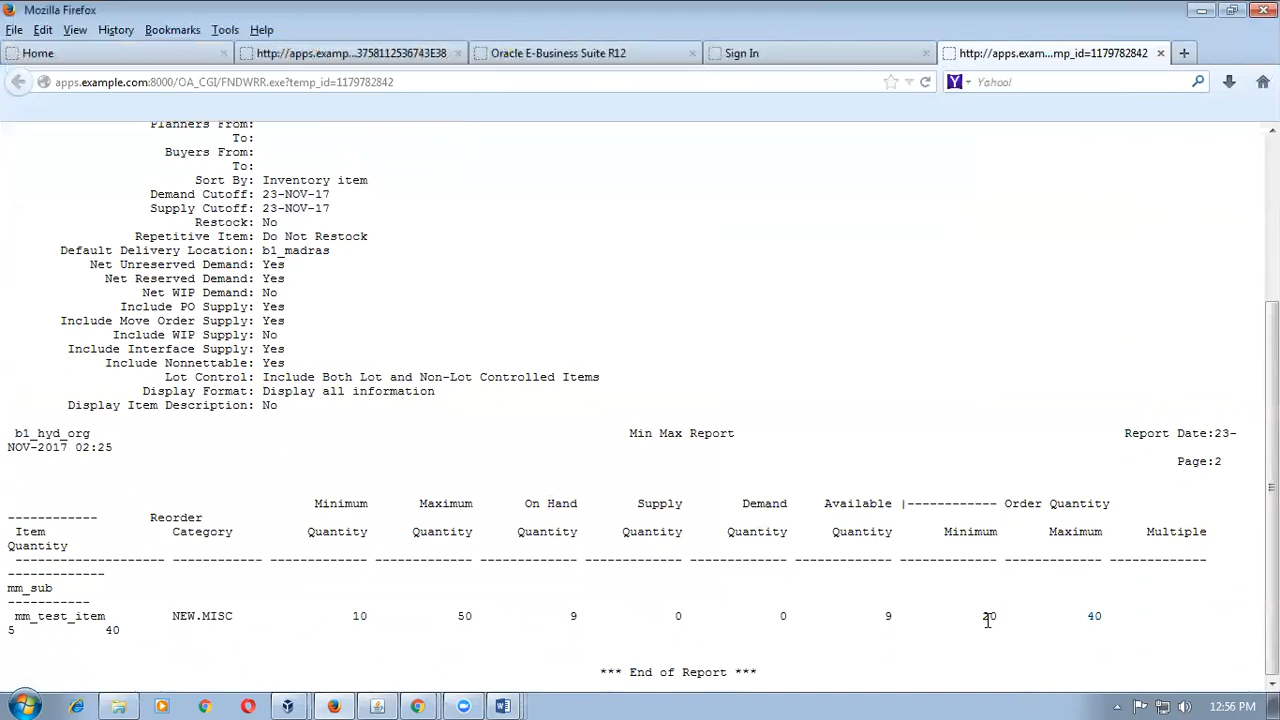 Mozilla Firefox
File Edit View History Bookmarks Tools Help
Home http://apps.examp...3758112536743E38 Oracle E-Business Suite R12 Sign In http://apps.exam...mp_id=1179782842
apps.example.com:8000/OA_CGI/FNDWRR.exe?temp_id=1179782842 Yahoo!
Planners From:
To:
Buyers From:
To:
Sort By: Inventory item
Demand Cutoff: 23-NOV-17
Supply Cutoff: 23-NOV-17
Restock: No
Repetitive Item: Do Not Restock
Default Delivery Location: b1_madras
Net Unreserved Demand: Yes
Net Reserved Demand: Yes
Net WIP Demand: No
Include PO Supply: Yes
Include Move Order Supply: Yes
Include WIP Supply: No
Include Interface Supply: Yes
Include Nonnettable: Yes
Lot Control: Include Both Lot and Non-Lot Controlled Items
Display Format: Display all information
Display Item Description: No
b1_hyd_org Min Max Report Report Date:23-
NOV-2017 02:25
Page:2
Minimum Maximum On Hand Supply Demand Available |------------ Order Quantity
------------ Reorder
Item Category Quantity Quantity Quantity Quantity Quantity Quantity Minimum Maximum Multiple
Quantity
-------------------- ------------ ------------- ------------- ------------- ------------- ------------- ------------- ------------- ------------- -------------
-------------
mm_sub
-----------
mm_test_item NEW.MISC 10 50 9 0 0 9 20 40
5 40
*** End of Report ***
12:56 PM